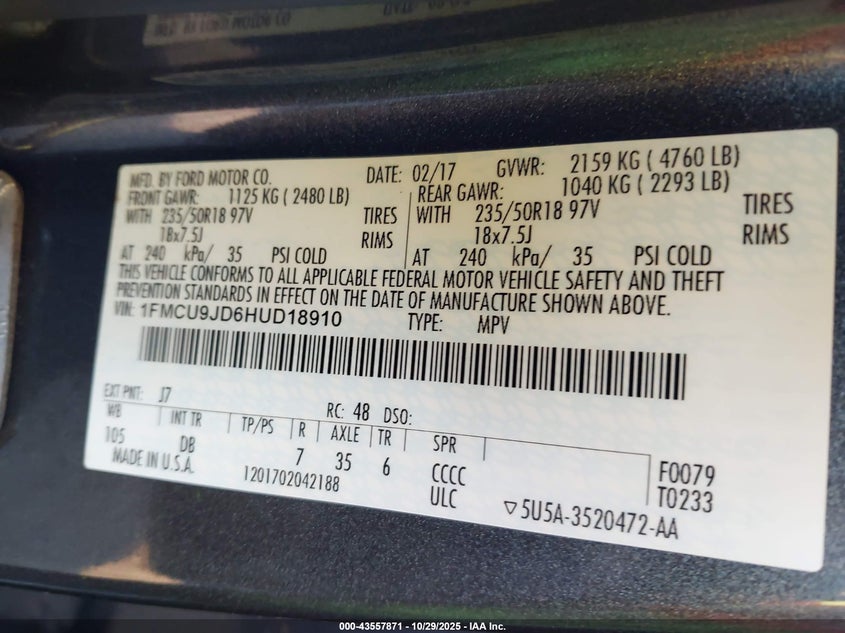 MFD. BY FORD MOTOR CO. DATE: 02/17 GVWR: 2159 KG ( 4760 LB)
FRONT GAWR: 1125 KG ( 2480 LB) REAR GAWR: 1040 KG ( 2293 LB)
WITH 235/50R18 97V TIRES WITH 235/50R18 97V TIRES
18x7.5J RIMS 18x7.5J RIMS
AT 240 kPa/ 35 PSI COLD AT 240 kPa/ 35 PSI COLD
THIS VEHICLE CONFORMS TO ALL APPLICABLE FEDERAL MOTOR VEHICLE SAFETY AND THEFT
PREVENTION STANDARDS IN EFFECT ON THE DATE OF MANUFACTURE SHOWN ABOVE.
VIN: 1FMCU9JD6HUD18910 TYPE: MPV
EXT PNT: J7 RC: 48 DSO:
WB INT TR TP/PS R AXLE TR SPR
105 DB 7 35 6 CCCC F0079
MADE IN U.S.A. 1201702042188 ULC T0233
▽5U5A-3520472-AA
000-43557871 | 10/29/2025 - IAA Inc.